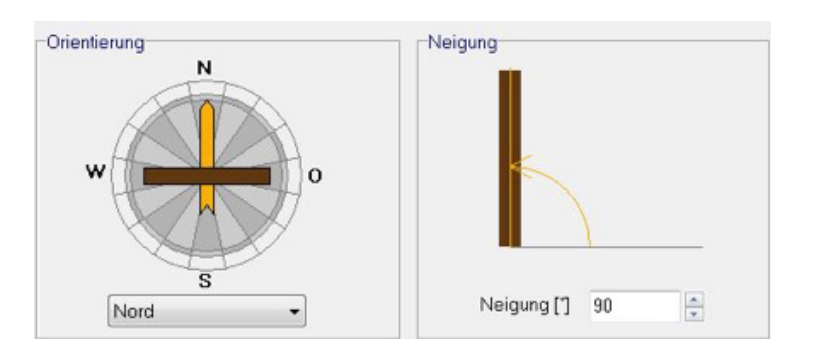 Orientierung
N
W
O
S
Nord
Neigung
Neigung [°] 90